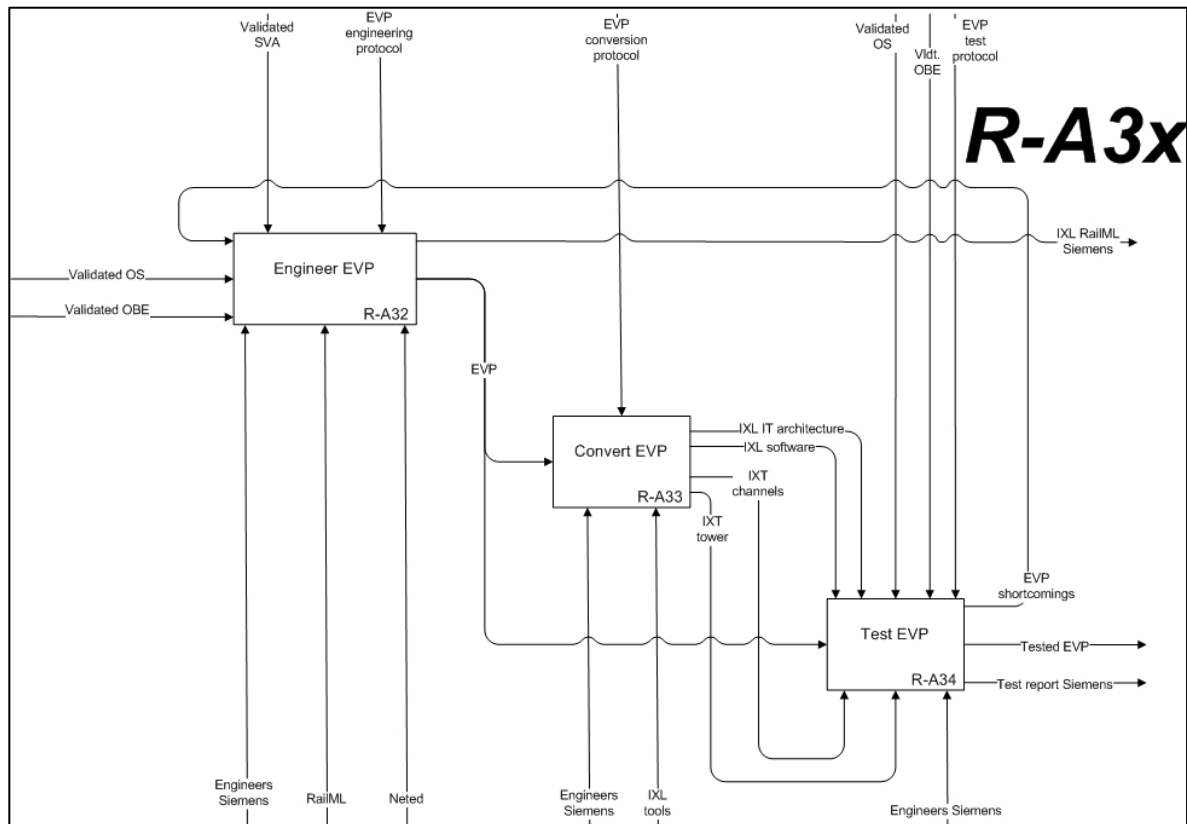 Validated
SVA
EVP
engineering
protocol
EVP
conversion
protocol
Validated
OS
Vldt.
OBE
EVP
test
protocol
R-A3x
IXL RailML
Siemens
Engineer EVP
R-A32
Validated OS
Validated OBE
EVP
Convert EVP
R-A33
IXL IT architecture
IXL software
IXT
channels
IXT
tower
EVP
shortcomings
Test EVP
R-A34
Tested EVP
Test report Siemens
Engineers
Siemens
RailML
Neted
Engineers
Siemens
IXL
tools
Engineers Siemens